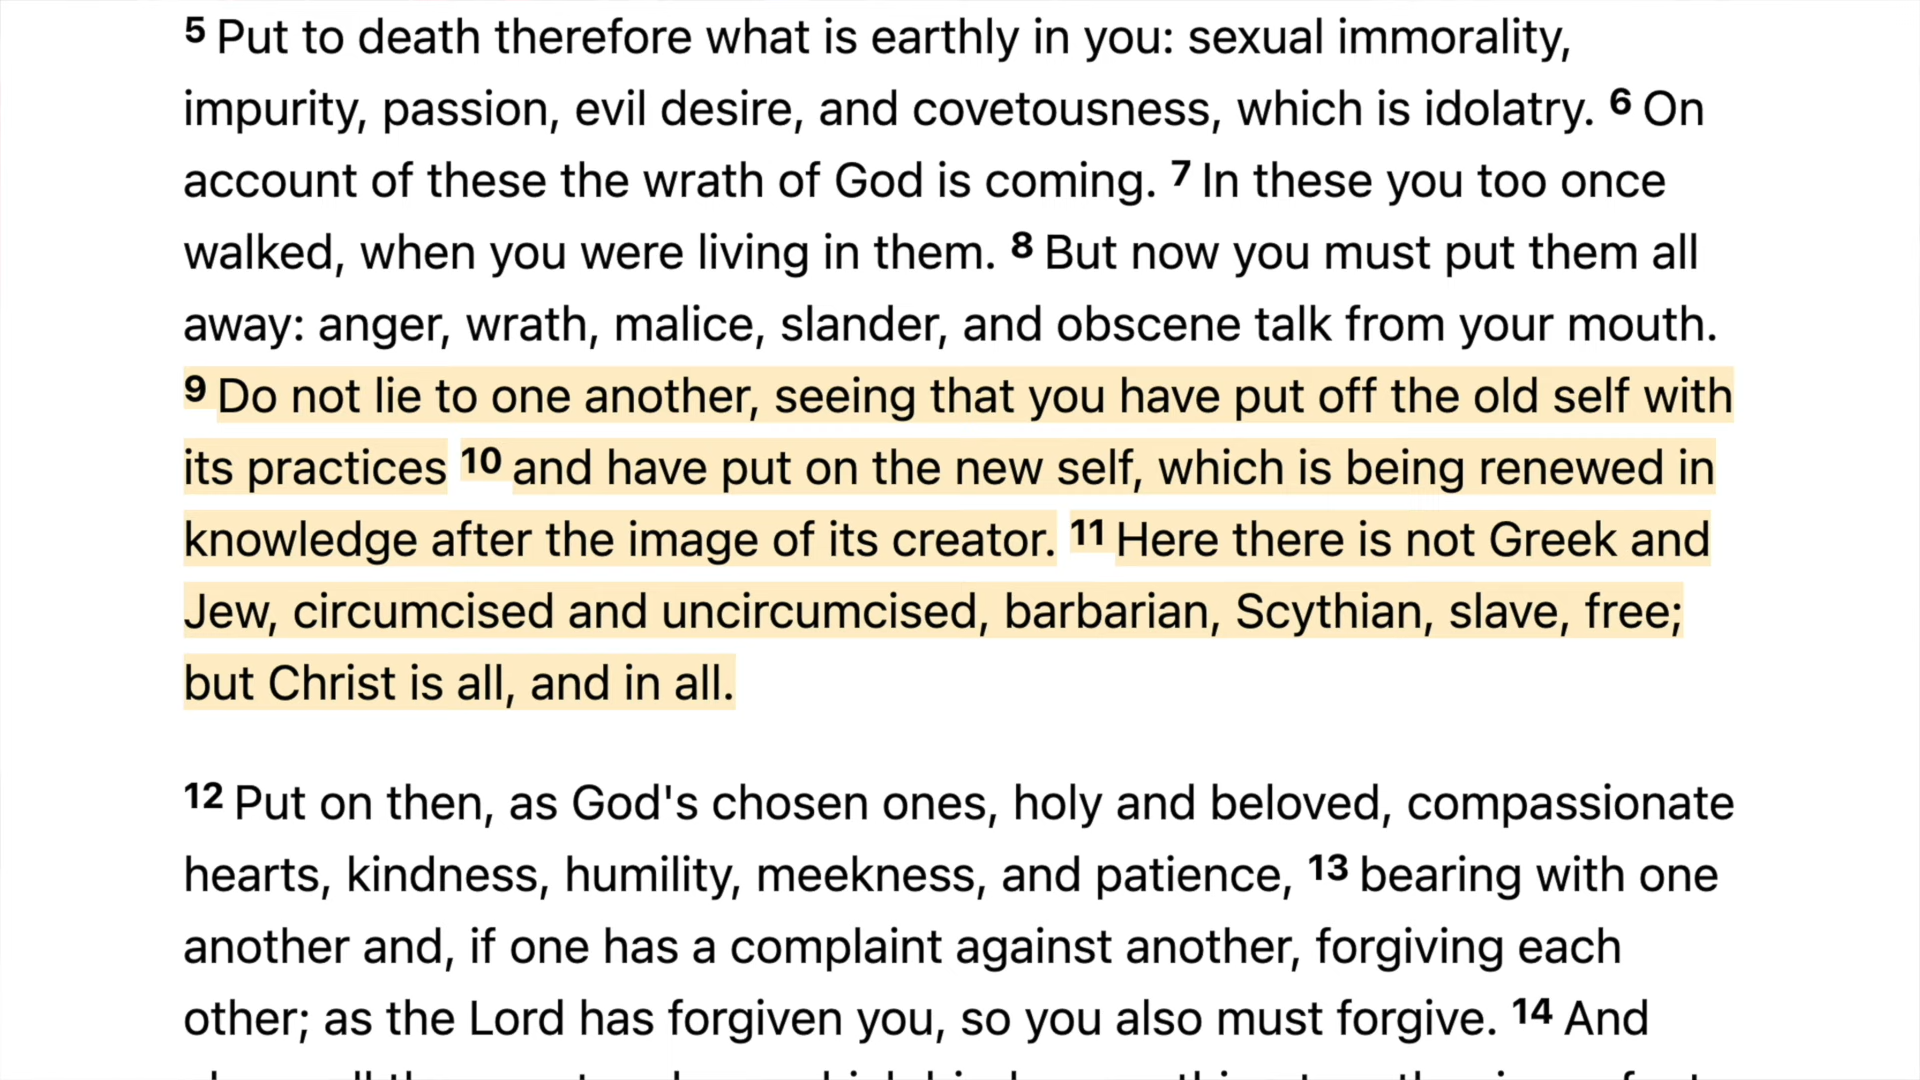 5 Put to death therefore what is earthly in you: sexual immorality,
impurity, passion, evil desire, and covetousness, which is idolatry. 6 On
account of these the wrath of God is coming. 7 In these you too once
walked, when you were living in them. 8 But now you must put them all
away: anger, wrath, malice, slander, and obscene talk from your mouth.
9 Do not lie to one another, seeing that you have put off the old self with
its practices 10 and have put on the new self, which is being renewed in
knowledge after the image of its creator. 11 Here there is not Greek and
Jew, circumcised and uncircumcised, barbarian, Scythian, slave, free;
but Christ is all, and in all.
12 Put on then, as God's chosen ones, holy and beloved, compassionate
hearts, kindness, humility, meekness, and patience, 13 bearing with one
another and, if one has a complaint against another, forgiving each
other; as the Lord has forgiven you, so you also must forgive. 14 And